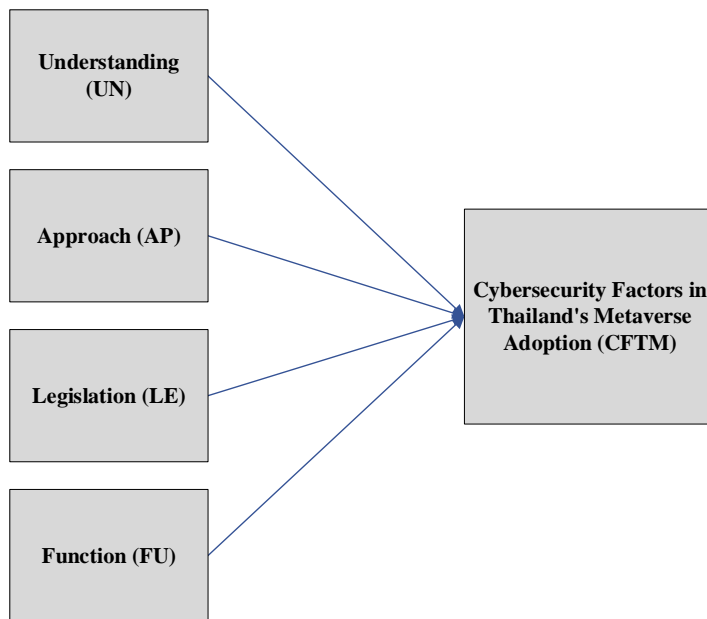 Understanding
(UN)
Approach (AP)
Legislation (LE)
Function (FU)
Cybersecurity Factors in
Thailand's Metaverse
Adoption (CFTM)